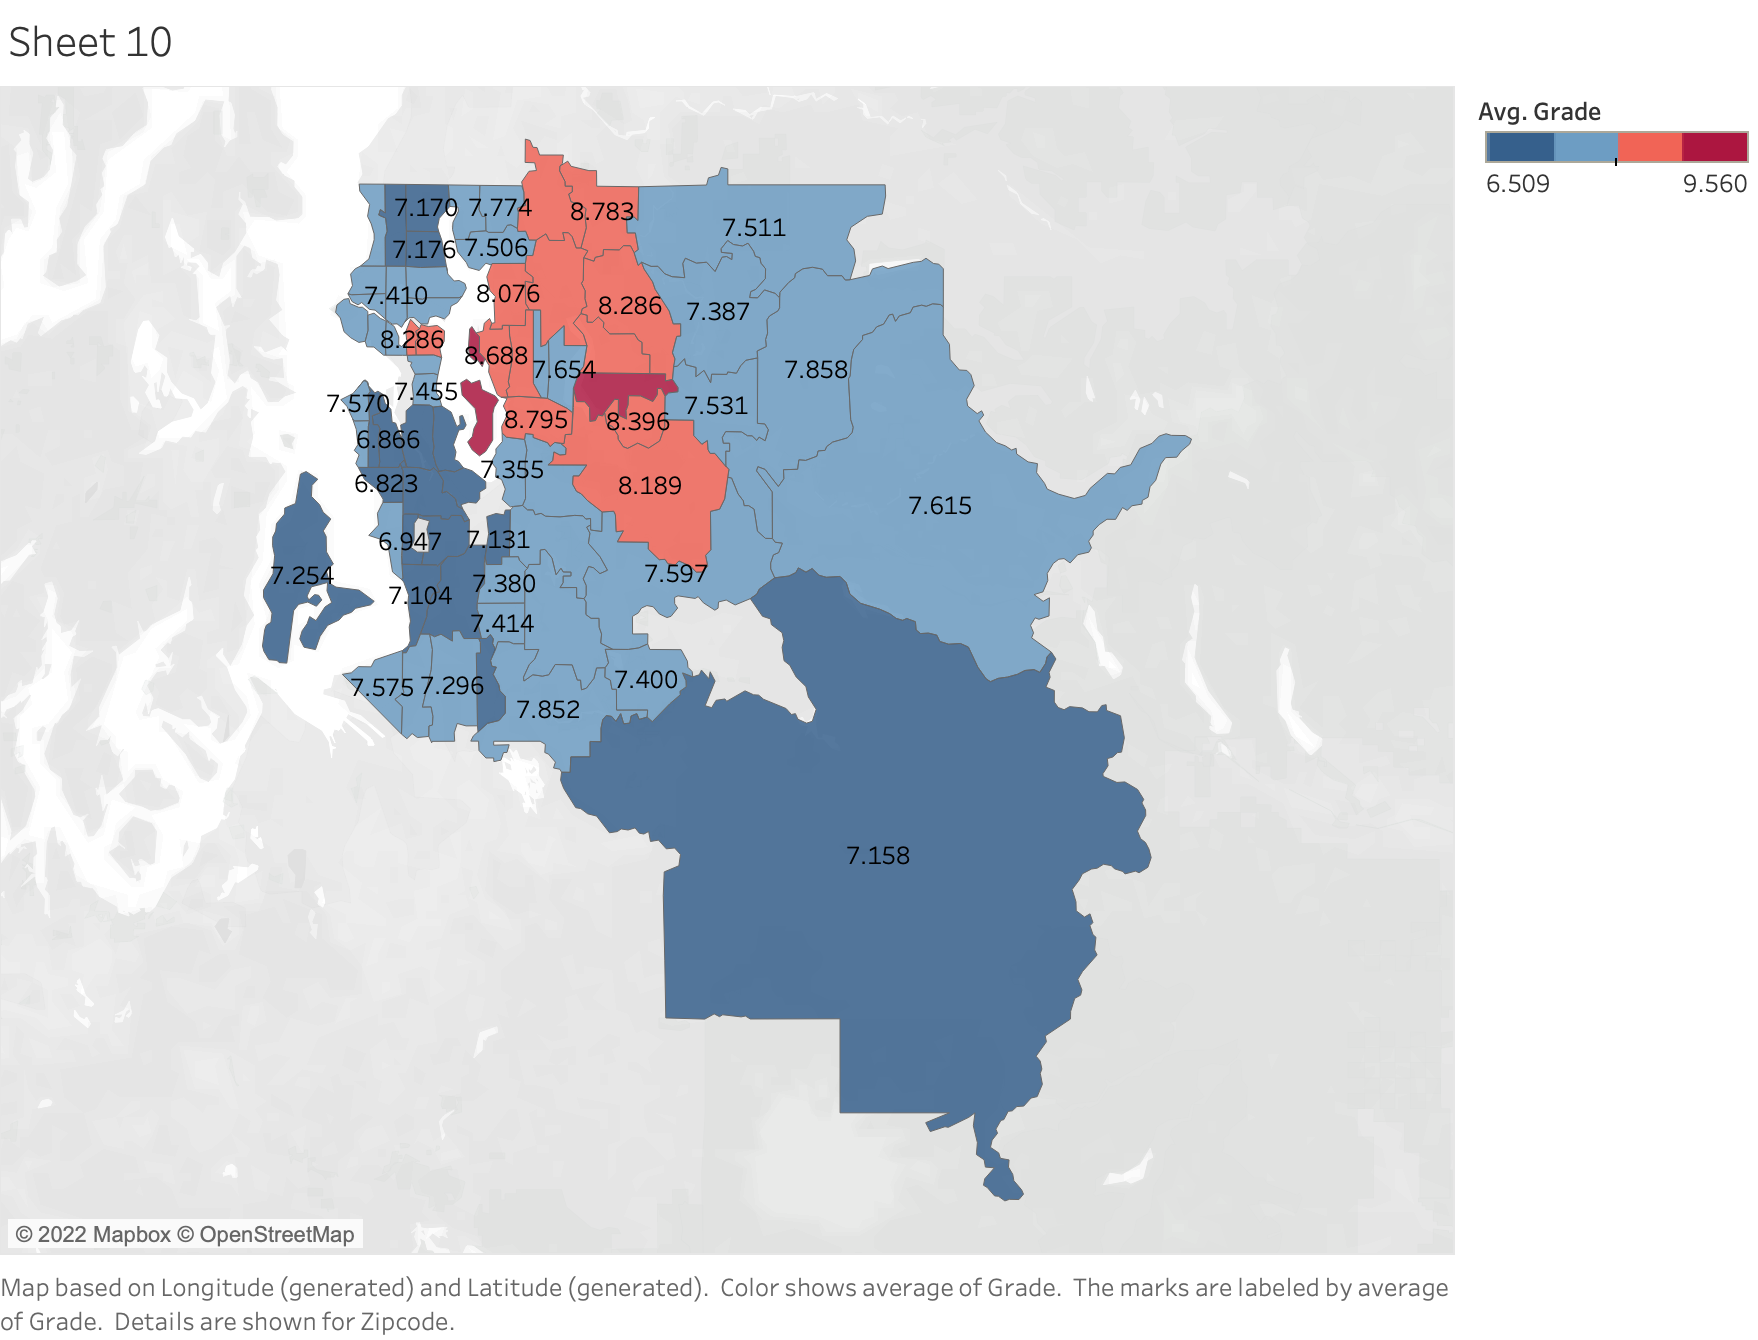 Sheet 10
Avg. Grade
6.509 9.560
7.170 7.774 8.783
7.511
7.176 7.506
7.410 8.076 8.286 7.387
8.286 8.688 7.654 7.858
7.570 7.455 7.531
8.795 8.396
6.866
7.355
6.823 8.189
7.615
6.947 7.131
7.254 7.380 7.597
7.104
7.414
7.575 7.296 7.400
7.852
7.158
© 2022 Mapbox © OpenStreetMap
Map based on Longitude (generated) and Latitude (generated). Color shows average of Grade. The marks are labeled by average
of Grade. Details are shown for Zipcode.